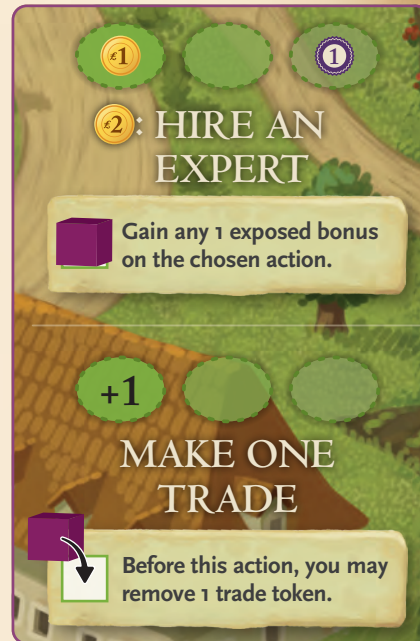 £1 1
£2: HIRE AN
EXPERT
Gain any 1 exposed bonus
on the chosen action.
+1
MAKE ONE
TRADE
Before this action, you may
remove 1 trade token.